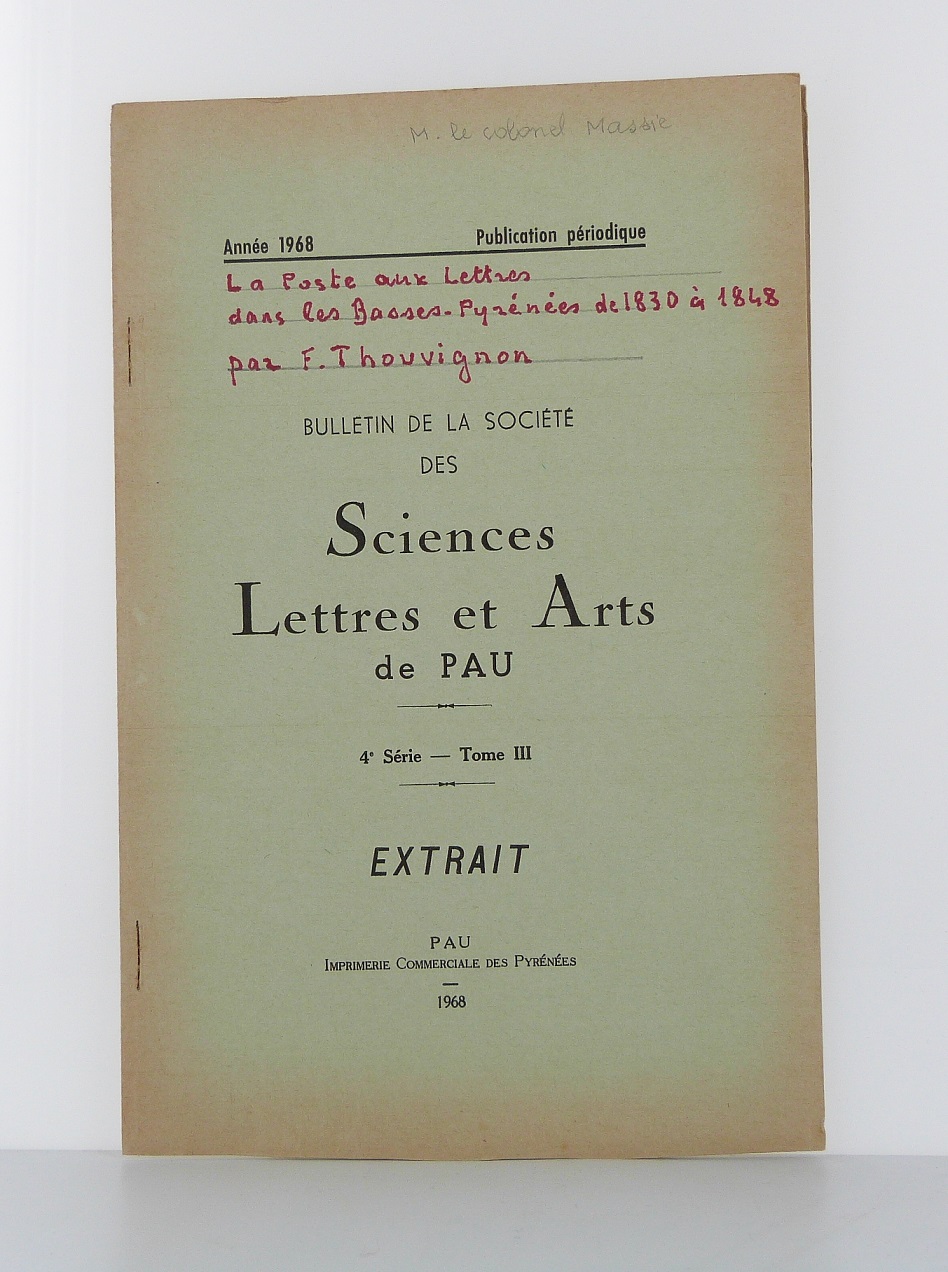 M. le colonel Massie
Année 1968 Publication périodique
La Poste aux Lettres
dans les Basses-Pyrénées de 1830 à 1848
par F. Thouvignon
BULLETIN DE LA SOCIÉTÉ
DES
Sciences
Lettres et Arts
de PAU
4e Série — Tome III
EXTRAIT
PAU
IMPRIMERIE COMMERCIALE DES PYRÉNÉES
1968